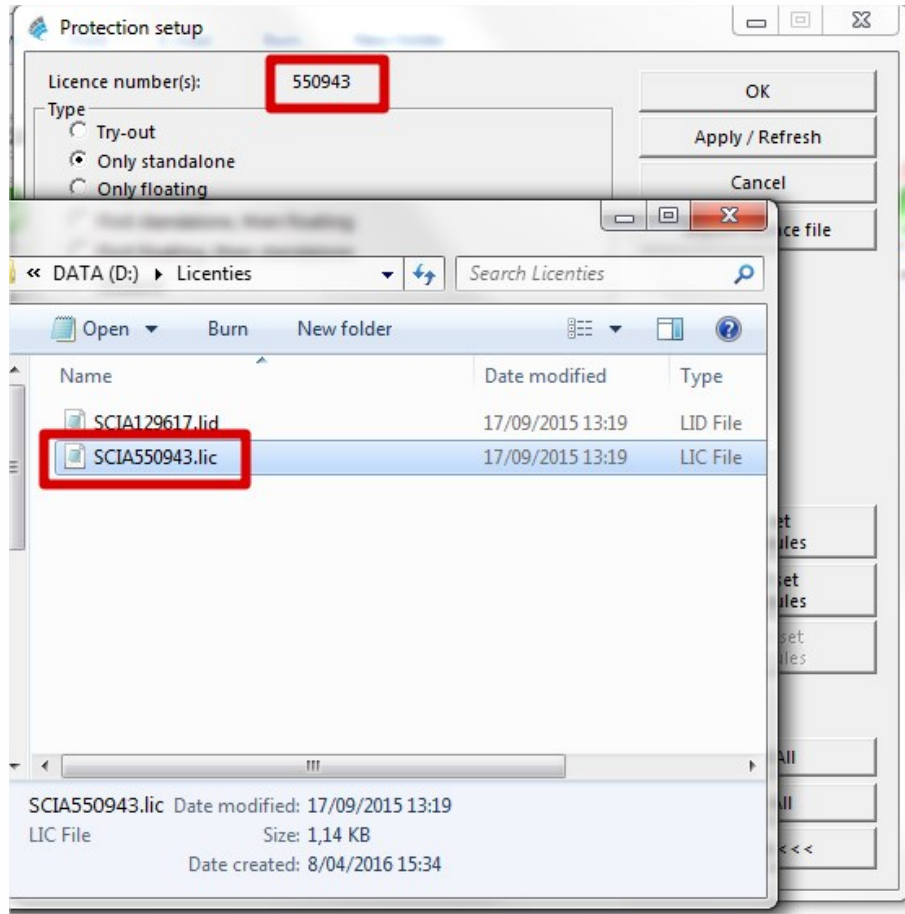 Protection setup
Licence number(s): 550943
OK
Type
Try-out
Apply / Refresh
Only standalone
Cancel
Only floating
ce file
« DATA (D:) Licenties
Search Licenties
Open Burn New folder
Name Date modified Type
SCIA129617.lid 17/09/2015 13:19 LID File
SCIA550943.lic 17/09/2015 13:19 LIC File
et
ules
set
ules
set
ules
All
All
<<<
SCIA550943.lic Date modified: 17/09/2015 13:19
LIC File Size: 1,14 KB
Date created: 8/04/2016 15:34